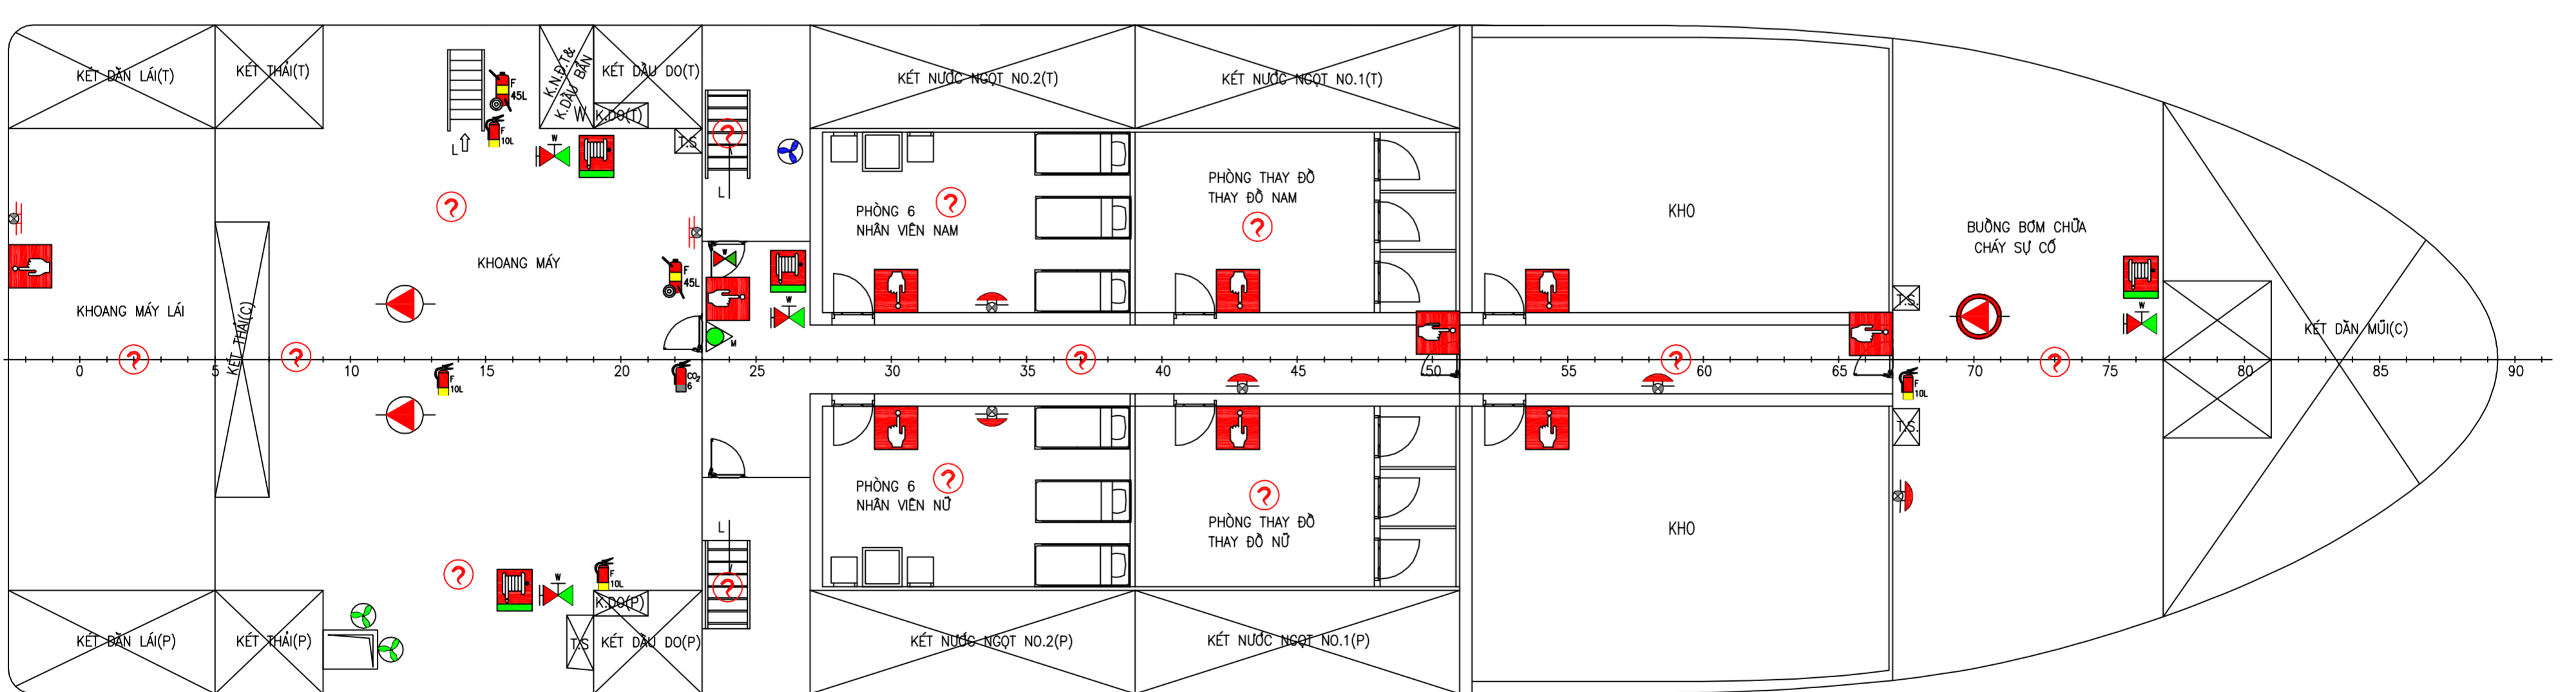 KÉT DẰN LÁI(T)
KÉT THẢI(T)
K.N.Đ.T&
K.DẦU BẨN
KÉT DẦU DO(T)
K.DO(T)
KÉT NƯỚC NGỌT NO.2(T)
KÉT NƯỚC NGỌT NO.1(T)
F
45L
F
10L
L
W
W
T.S
L
PHÒNG 6
NHÂN VIÊN NAM
PHÒNG THAY ĐỒ
THAY ĐỒ NAM
KHO
BUỒNG BƠM CHỮA
CHÁY SỰ CỐ
KHOANG MÁY
KHOANG MÁY LÁI
KÉT THẢI(C)
F
45L
W
W
M
T.S.
W
KÉT DẰN MŨI(C)
0 5 10 15 20 25 30 35 40 45 50 55 60 65 70 75 80 85 90
F
10L
CO2
6
F
10L
T.S.
PHÒNG 6
NHÂN VIÊN NỮ
PHÒNG THAY ĐỒ
THAY ĐỒ NỮ
KHO
L
W
F
10L
K.DO(P)
KÉT DẰN LÁI(P)
KÉT THẢI(P)
T.S
KÉT DẦU DO(P)
KÉT NƯỚC NGỌT NO.2(P)
KÉT NƯỚC NGỌT NO.1(P)